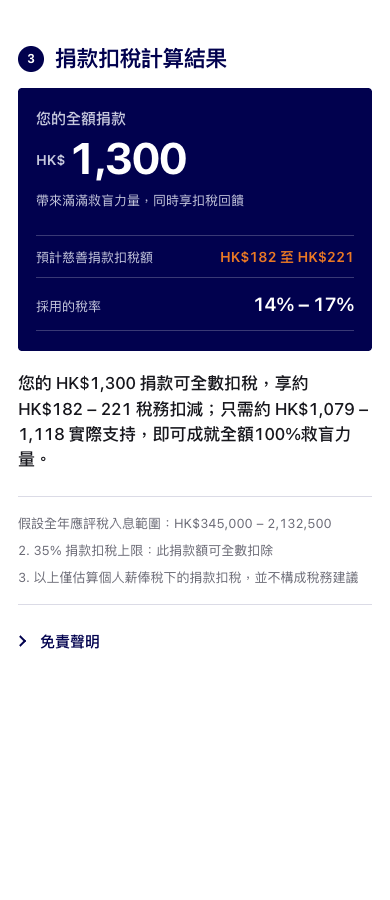 3 捐款扣稅計算結果
您的全額捐款
HK$ 1,300
帶來滿滿救盲力量，同時享扣稅回饋
預計慈善捐款扣稅額 HK$182 至 HK$221
採用的稅率 14% – 17%
您的 HK$1,300 捐款可全數扣稅，享約
HK$182 – 221 稅務扣減；只需約 HK$1,079 –
1,118 實際支持，即可成就全額100%救盲力
量。
假設全年應評稅入息範圍：HK$345,000 – 2,132,500
2. 35% 捐款扣稅上限：此捐款額可全數扣除
3. 以上僅估算個人薪俸稅下的捐款扣稅，並不構成稅務建議
免責聲明